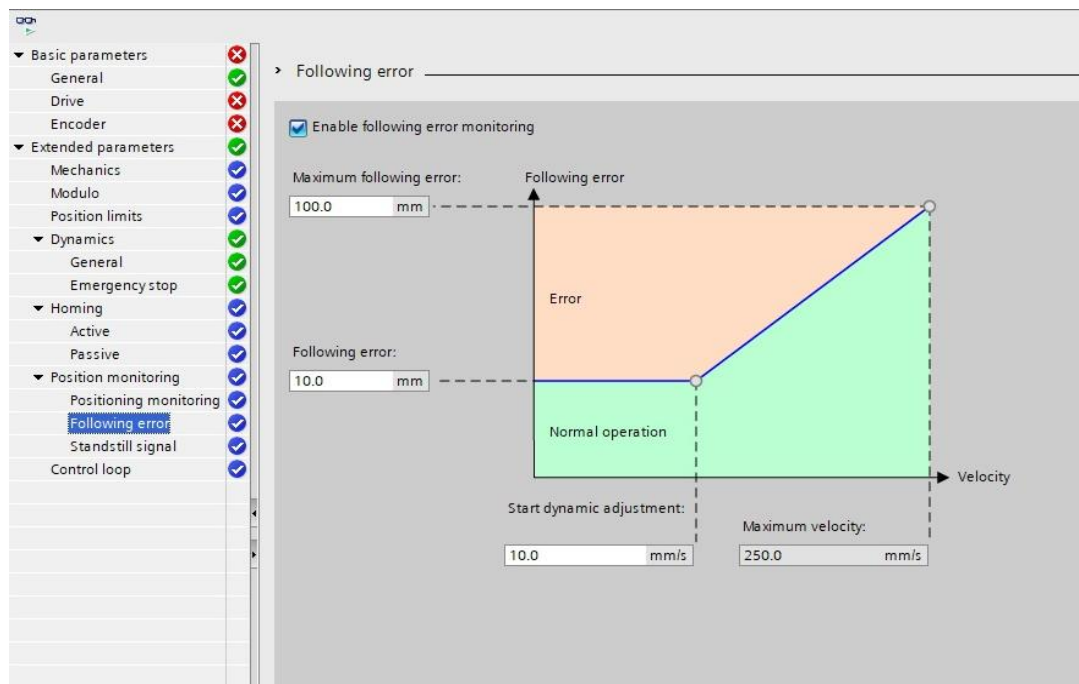 Basic parameters
General
Drive
Encoder
Extended parameters
Mechanics
Modulo
Position limits
Dynamics
General
Emergency stop
Homing
Active
Passive
Position monitoring
Positioning monitoring
Following error
Standstill signal
Control loop
Following error
Enable following error monitoring
Maximum following error:
Following error
100.0 mm
Error
Following error:
10.0 mm
Normal operation
Velocity
Start dynamic adjustment:
Maximum velocity:
10.0 mm/s
250.0 mm/s